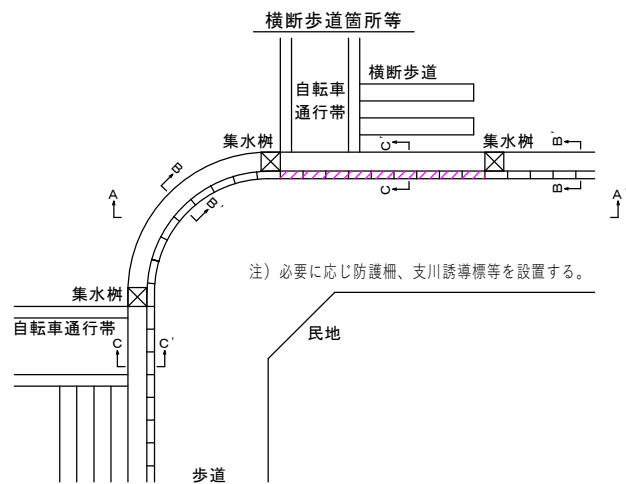 横断歩道箇所等
横断歩道
自転車
通行帯
集水桝
集水桝
C'
B'
B
B'
C
B
A
A'
注）必要に応じ防護柵、支川誘導標等を設置する。
集水桝
自転車通行帯
民地
C
C'
歩道